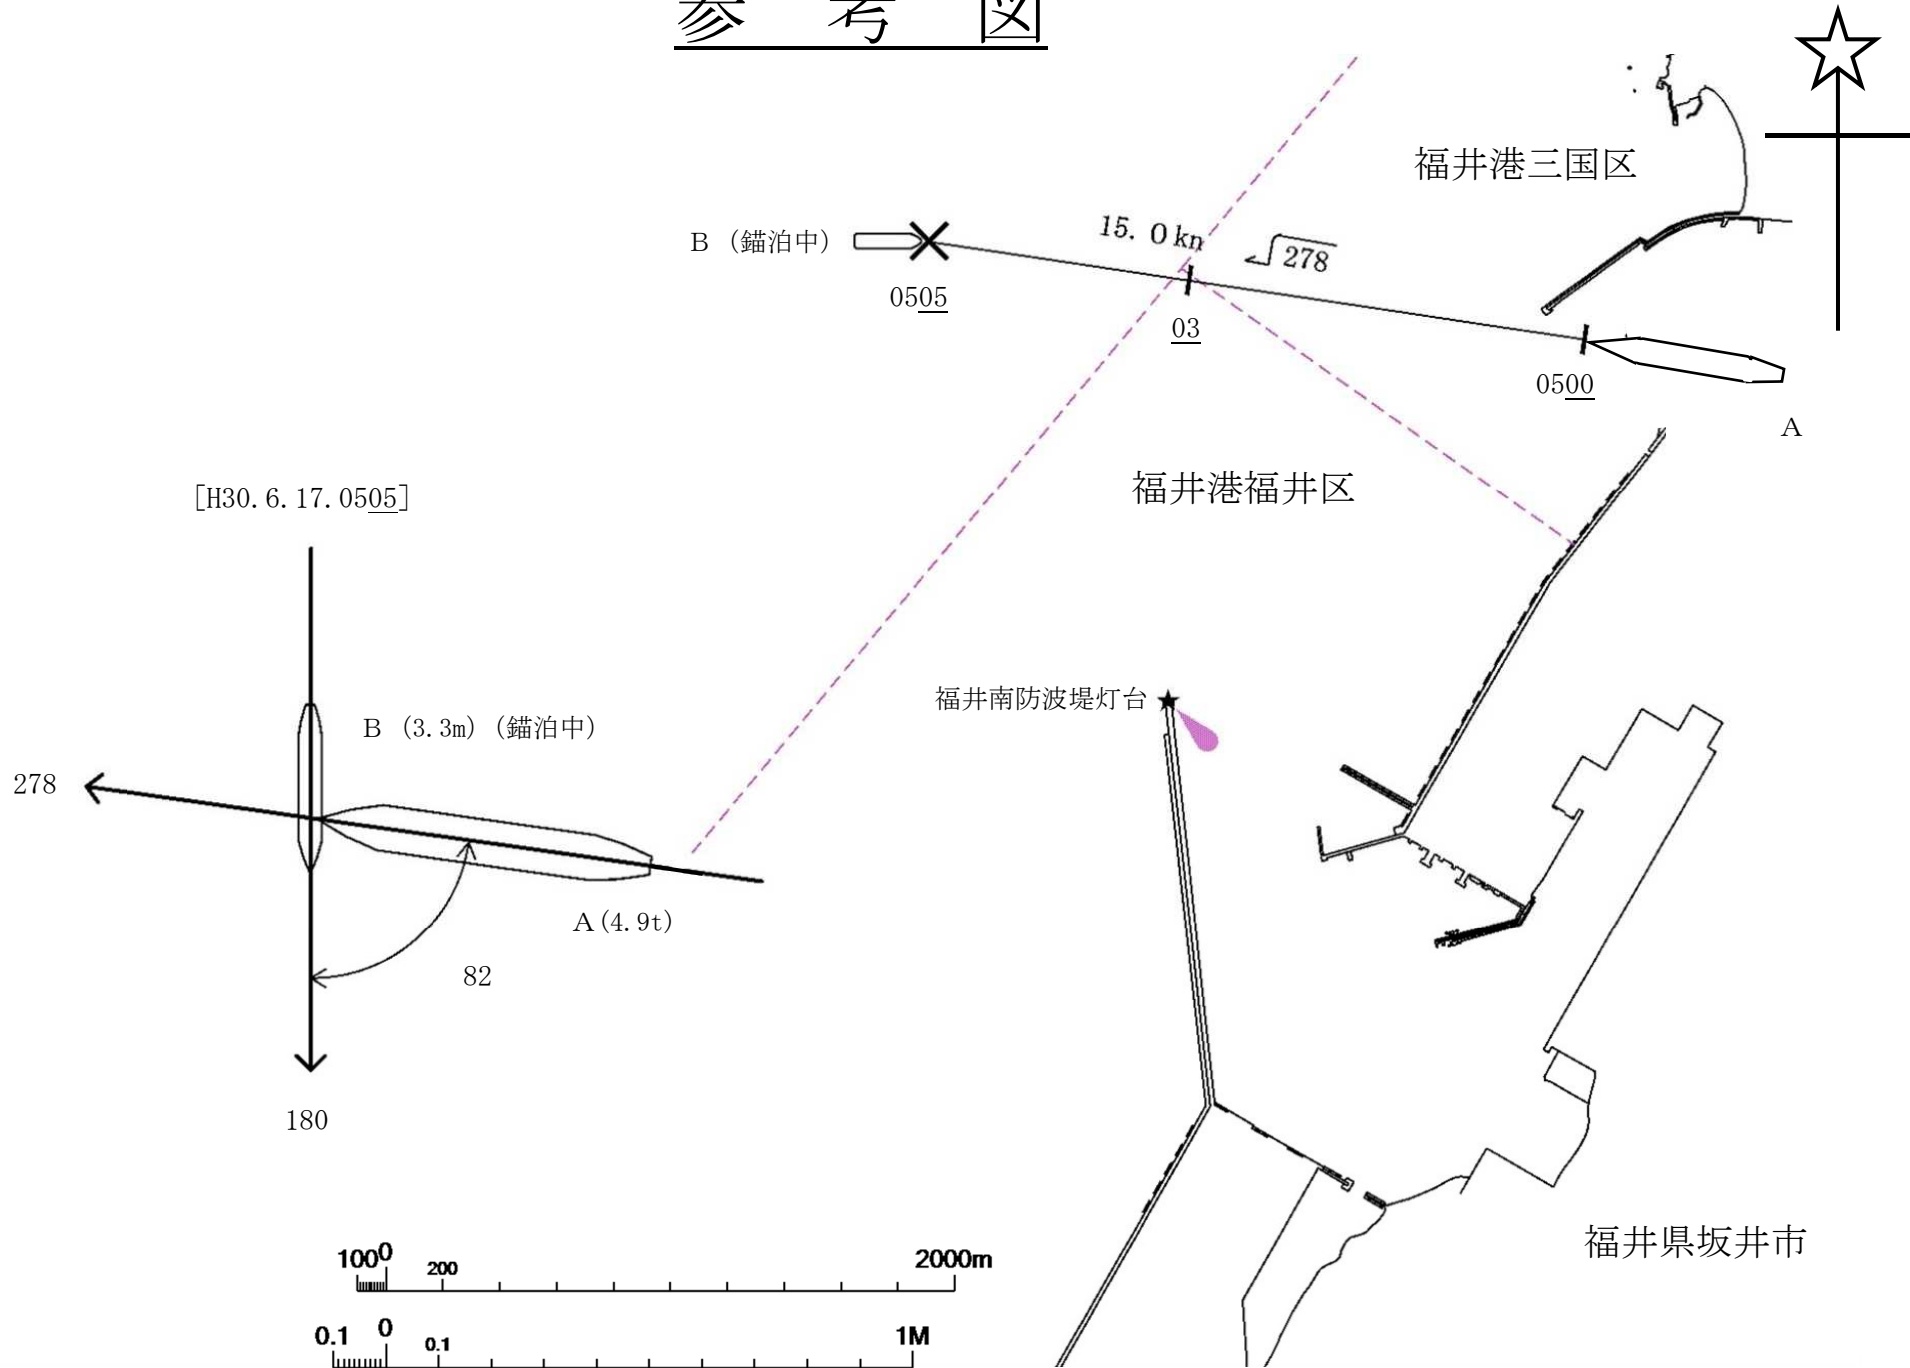 参 考 図
福井港三国区
15.0kn
278
B (錨泊中)
0505
03
0500
A
福井港福井区
[H30.6.17.0505]
福井南防波堤灯台
B (3.3m) (錨泊中)
278
A(4.9t)
82
180
福井県坂井市
100 0 200 2000m
0.1 0 0.1 1M